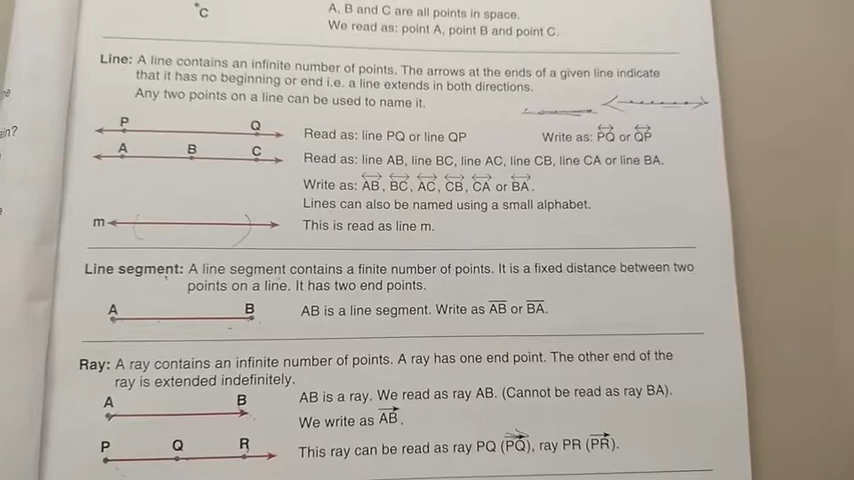 C
A, B and C are all points in space.
We read as: point A, point B and point C.
Line: A line contains an infinite number of points. The arrows at the ends of a given line indicate
that it has no beginning or end i.e. a line extends in both directions.
Any two points on a line can be used to name it.
P Q
Read as: line PQ or line QP Write as: PQ or QP
A B C
Read as: line AB, line BC, line AC, line CB, line CA or line BA.
Write as: AB, BC, AC, CB, CA or BA.
Lines can also be named using a small alphabet.
m This is read as line m.
Line segment: A line segment contains a finite number of points. It is a fixed distance between two
points on a line. It has two end points.
A B
AB is a line segment. Write as AB or BA.
Ray: A ray contains an infinite number of points. A ray has one end point. The other end of the
ray is extended indefinitely.
A B
AB is a ray. We read as ray AB. (Cannot be read as ray BA).
We write as AB.
P Q R
This ray can be read as ray PQ (PQ), ray PR (PR).